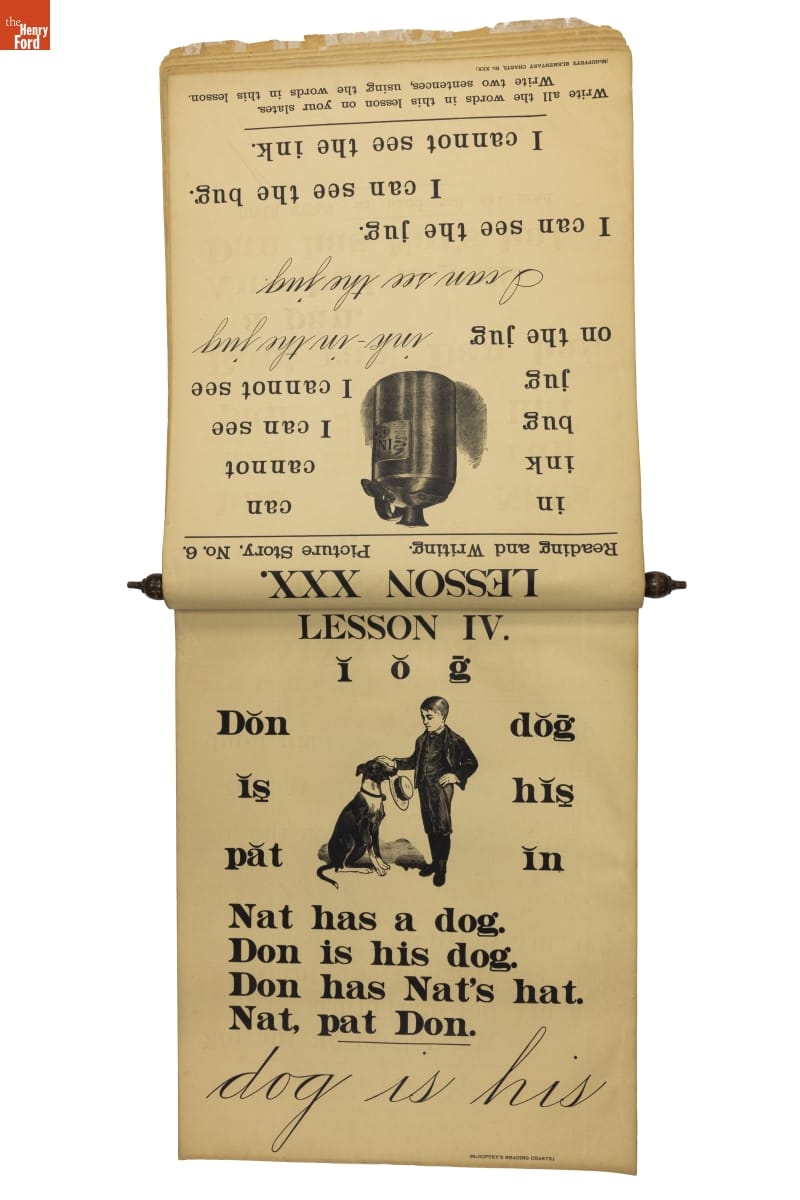 the
Henry
Ford
LESSON XXX.
Reading and Writing. Picture Story, No. 6.
in can
ink cannot
bug I can see
jug I cannot see
on the jug ink-in the jug
I can see the jug.
I can see the jug.
I can see the bug.
I cannot see the ink.
Write all the words in this lesson on your slates.
Write two sentences, using the words in this lesson.
(McGUFFEY'S ELEMENTARY CHARTS, No. XXX.)
LESSON IV.
ĭ ŏ ḡ
Dŏn dŏḡ
ĭs̱ hĭs̱
păt ĭn
Nat has a dog.
Don is his dog.
Don has Nat's hat.
Nat, pat Don.
dog is his
(McGUFFEY'S READING CHARTS)